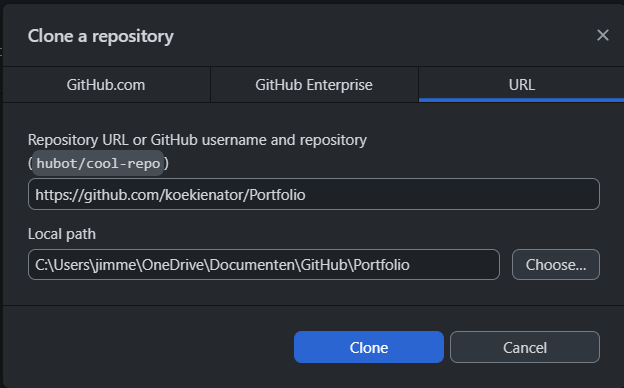 Clone a repository
GitHub.com
GitHub Enterprise
URL
Repository URL or GitHub username and repository
(hubot/cool-repo)
https://github.com/koekienator/Portfolio
Local path
C:\Users\jimme\OneDrive\Documenten\GitHub\Portfolio
Choose...
Clone
Cancel